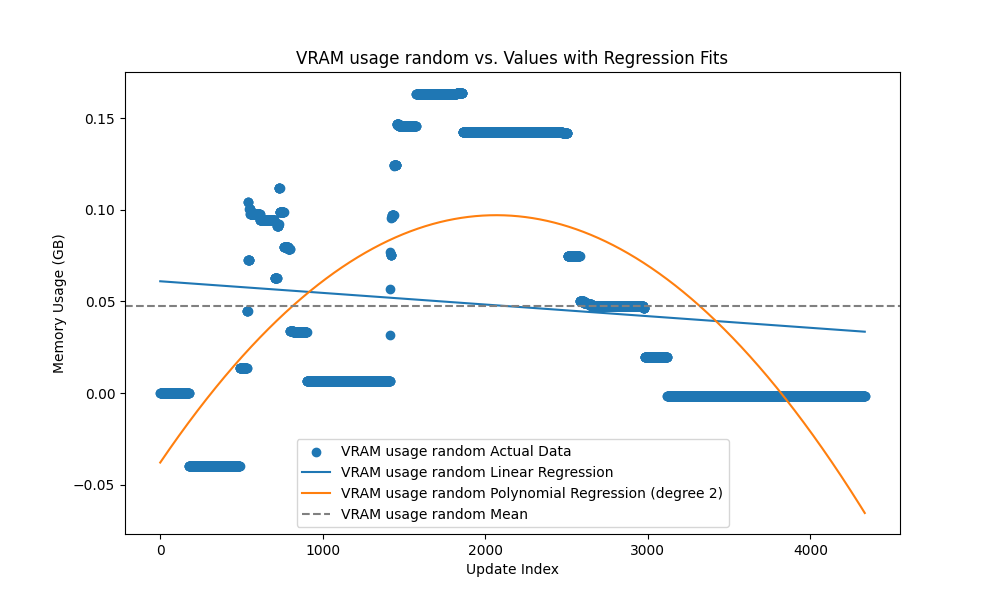 VRAM usage random vs. Values with Regression Fits
Memory Usage (GB)
0.15
0.10
0.05
0.00
−0.05
VRAM usage random Actual Data
VRAM usage random Linear Regression
VRAM usage random Polynomial Regression (degree 2)
VRAM usage random Mean
0 1000 2000 3000 4000
Update Index